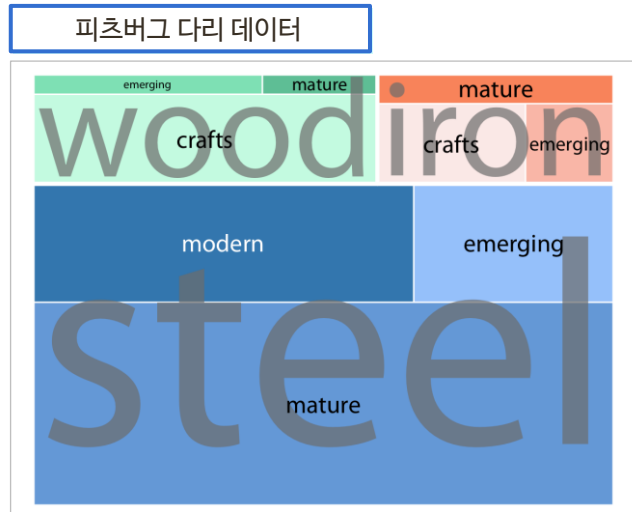 피츠버그 다리 데이터
emerging
mature
mature
wood
iron
crafts
crafts
emerging
modern
emerging
steel
mature